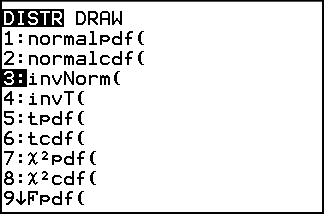 DISTR DRAW
1:normalpdf(
2:normalcdf(
3:invNorm(
4:invT(
5:tpdf(
6:tcdf(
7:χ²pdf(
8:χ²cdf(
9↓Fpdf(